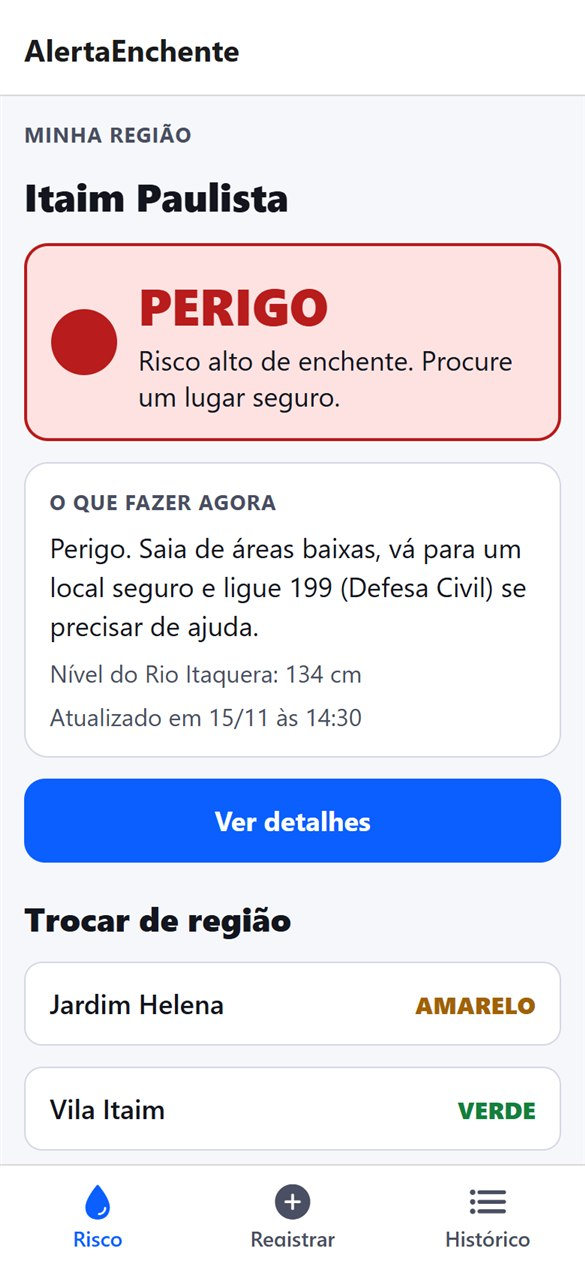 AlertaEnchente
MINHA REGIÃO
Itaim Paulista
PERIGO
Risco alto de enchente. Procure
um lugar seguro.
O QUE FAZER AGORA
Perigo. Saia de áreas baixas, vá para um
local seguro e ligue 199 (Defesa Civil) se
precisar de ajuda.
Nível do Rio Itaquera: 134 cm
Atualizado em 15/11 às 14:30
Ver detalhes
Trocar de região
Jardim Helena AMARELO
Vila Itaim VERDE
Risco Registrar Histórico